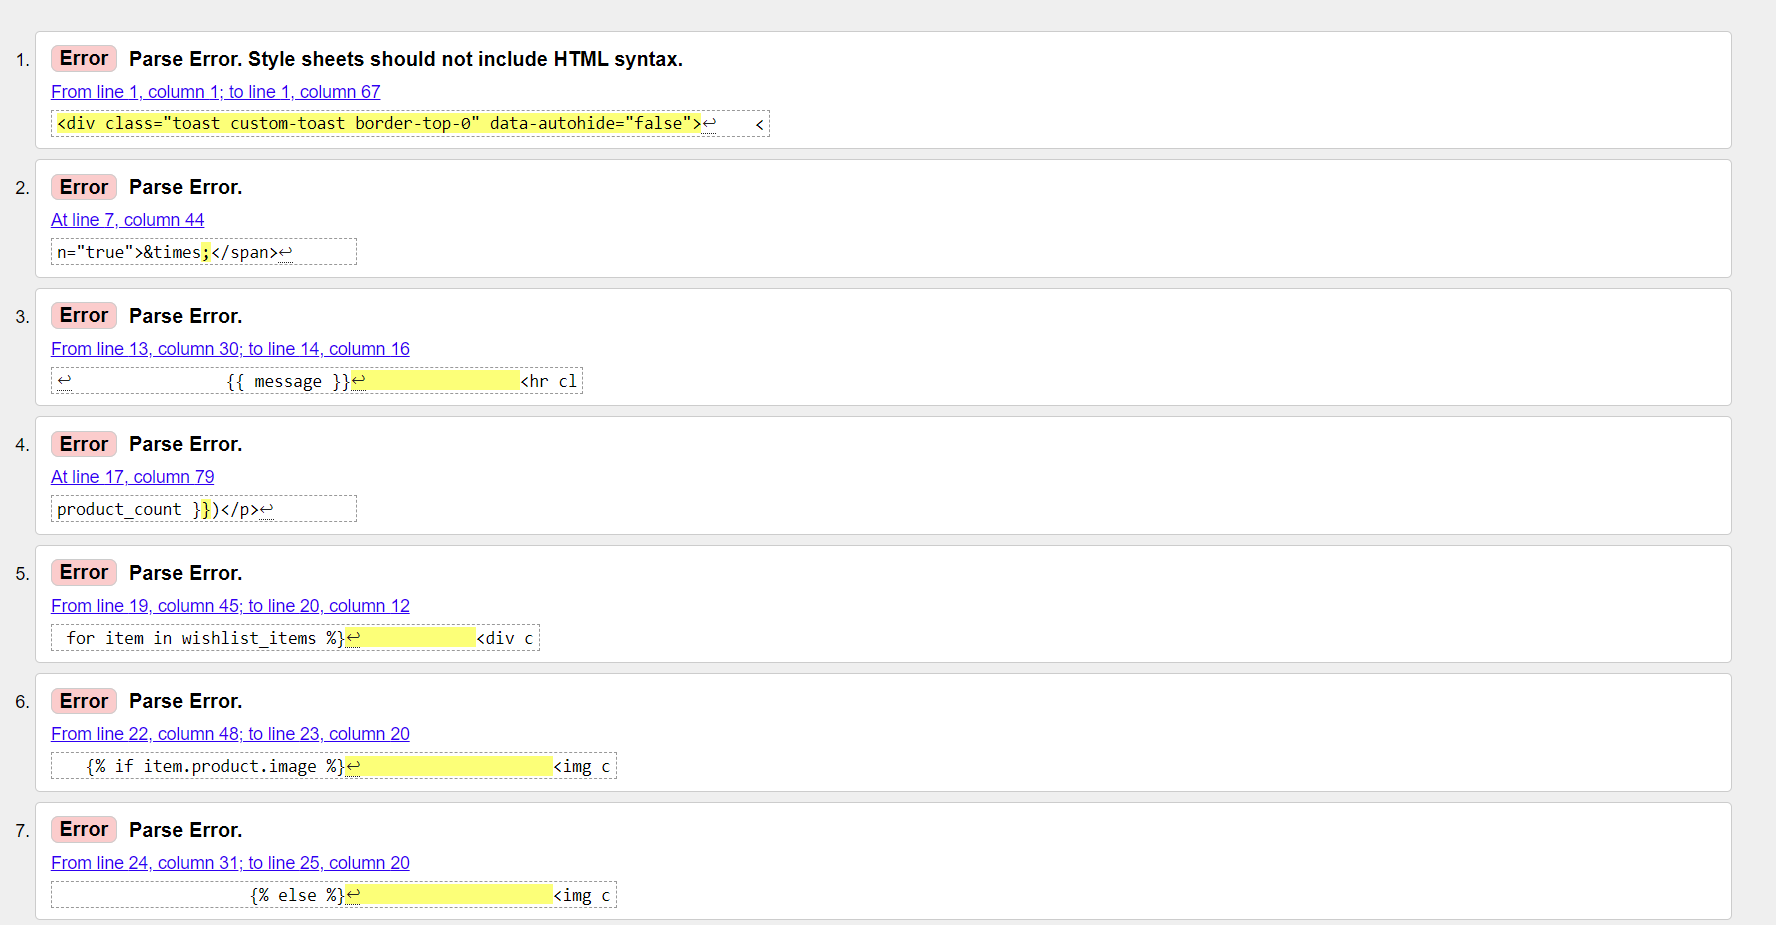 1. Error Parse Error. Style sheets should not include HTML syntax.
From line 1, column 1; to line 1, column 67
<div class="toast custom-toast border-top-0" data-autohide="false">↩ <
2. Error Parse Error.
At line 7, column 44
n="true">&times;</span>↩
3. Error Parse Error.
From line 13, column 30; to line 14, column 16
↩ {{ message }}↩ <hr cl
4. Error Parse Error.
At line 17, column 79
product_count }})</p>↩
5. Error Parse Error.
From line 19, column 45; to line 20, column 12
for item in wishlist_items %}↩ <div c
6. Error Parse Error.
From line 22, column 48; to line 23, column 20
{% if item.product.image %}↩ <img c
7. Error Parse Error.
From line 24, column 31; to line 25, column 20
{% else %}↩ <img c